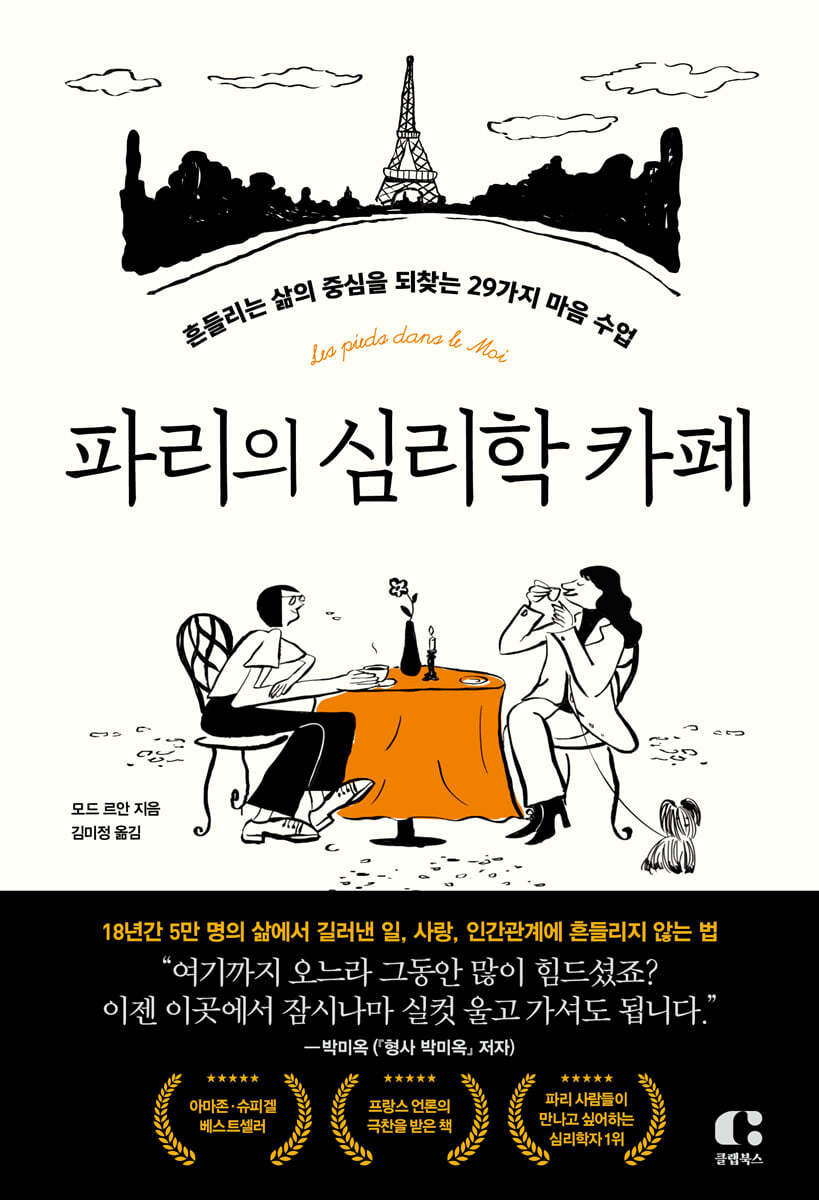 흔들리는 삶의 중심을 되찾는 29가지 마음 수업
Les pieds dans le Moi
파리의 심리학 카페
모드 르안 지음
김미정 옮김
18년간 5만 명의 삶에서 길러낸 일, 사랑, 인간관계에 흔들리지 않는 법
“여기까지 오느라 그동안 많이 힘드셨죠?
이젠 이곳에서 잠시나마 실컷 울고 가셔도 됩니다.”
—박미옥 (『형사 박미옥』 저자)
★★★★★
아마존·슈피겔
베스트셀러
★★★★★
프랑스 언론의
극찬을 받은 책
★★★★★
파리 사람들이
만나고 싶어하는
심리학자 1위
클랩북스